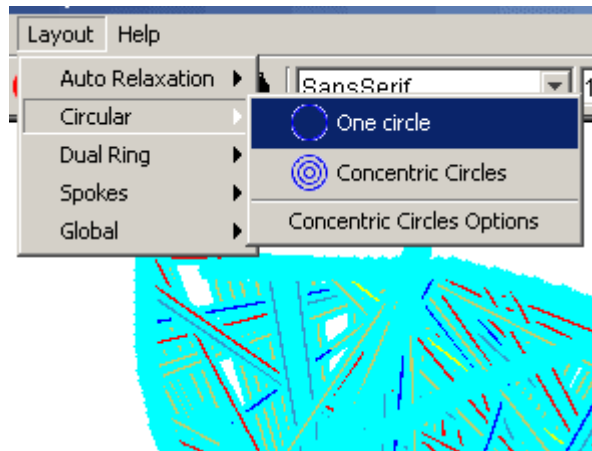 Layout Help
Auto Relaxation
SansSerif
Circular
One circle
Dual Ring
Concentric Circles
Spokes
Global
Concentric Circles Options